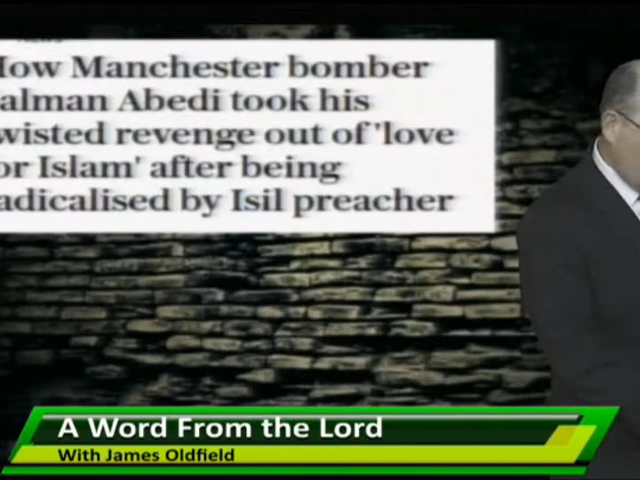 How Manchester bomber
alman Abedi took his
wisted revenge out of 'love
or Islam' after being
adicalised by Isil preacher
A Word From the Lord
With James Oldfield